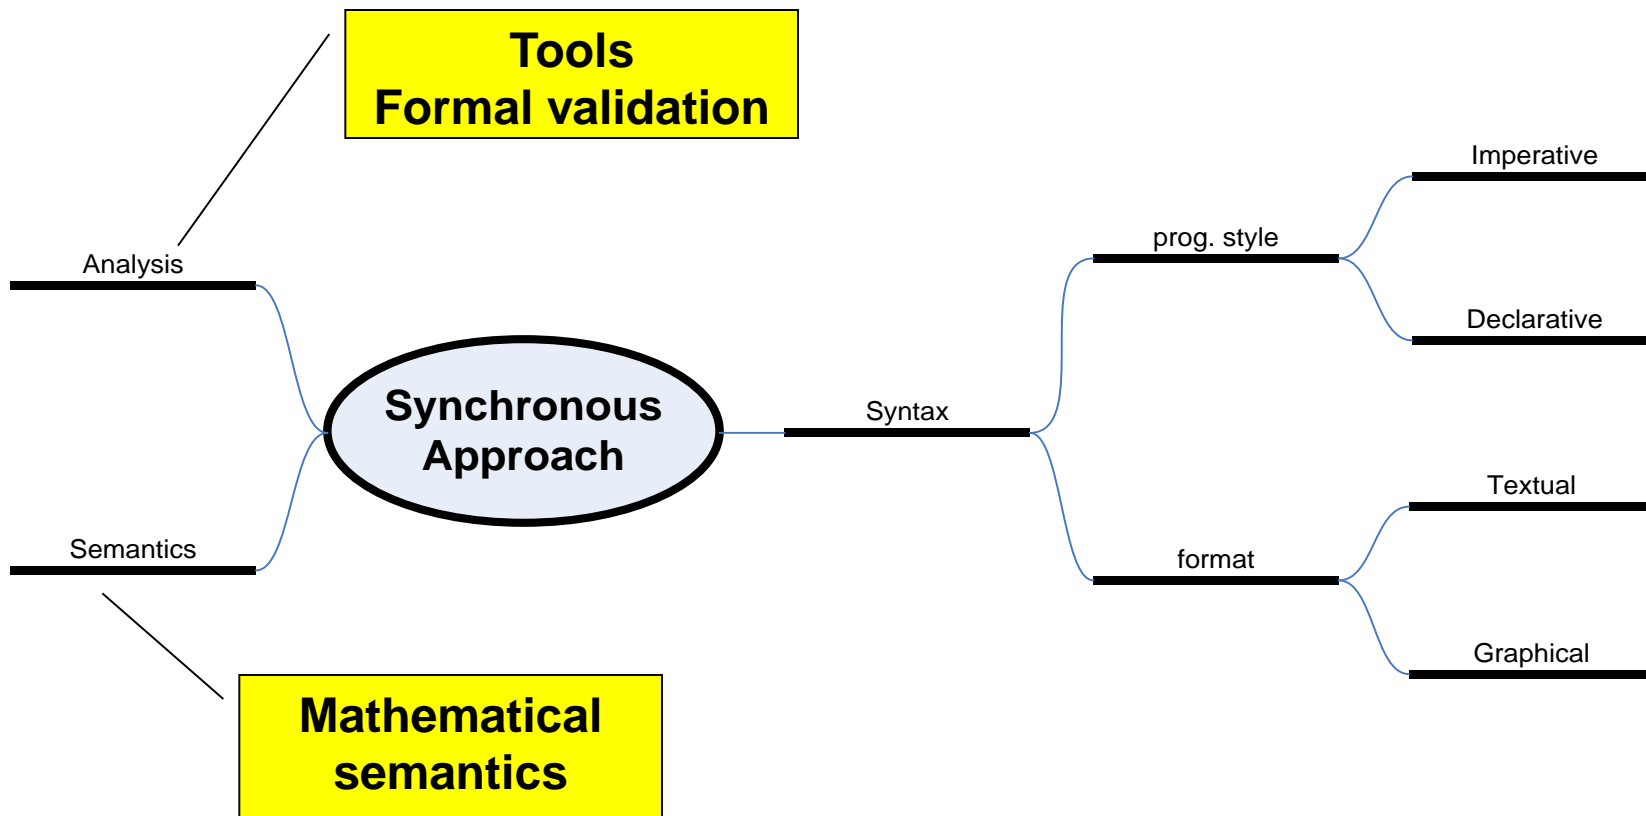 Tools
Formal validation
Analysis
Synchronous
Approach
Semantics
Mathematical
semantics
Syntax
prog. style
Imperative
Declarative
format
Textual
Graphical